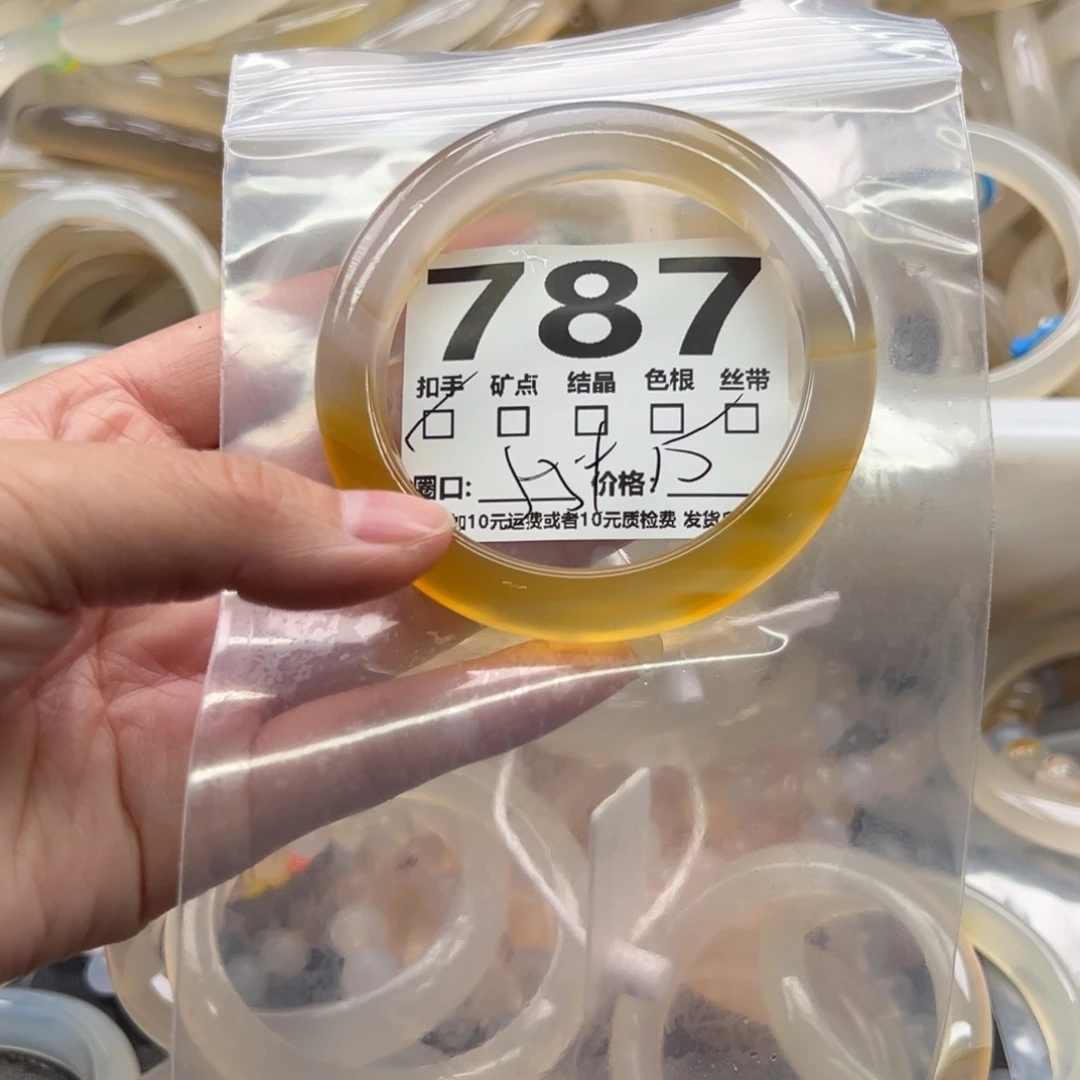 787
扣手 矿点 结晶 色根 丝带
圈口: 价格:
加10元运费或者10元质检费 发货